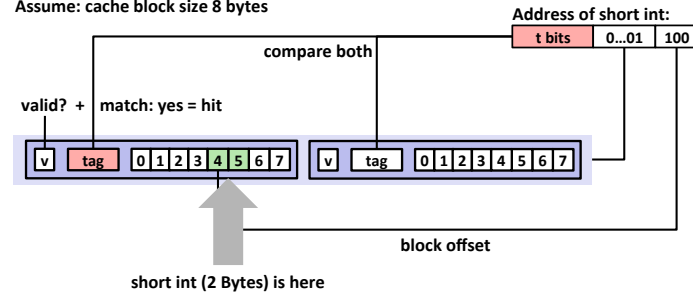 Assume: cache block size 8 bytes
Address of short int:
t bits 0...01 100
compare both
valid? + match: yes = hit
v tag 0 1 2 3 4 5 6 7 v tag 0 1 2 3 4 5 6 7
block offset
short int (2 Bytes) is here